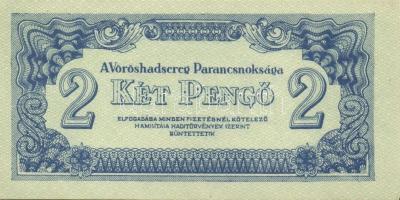 A Vöröshadsereg Parancsnoksága
2 KÉT PENGŐ 2
ELFOGADÁSA MINDEN FIZETÉSNÉL KÖTELEZŐ
HAMISÍTÁSA HADITÖRVÉNYEK SZERINT
BÜNTETTETIK